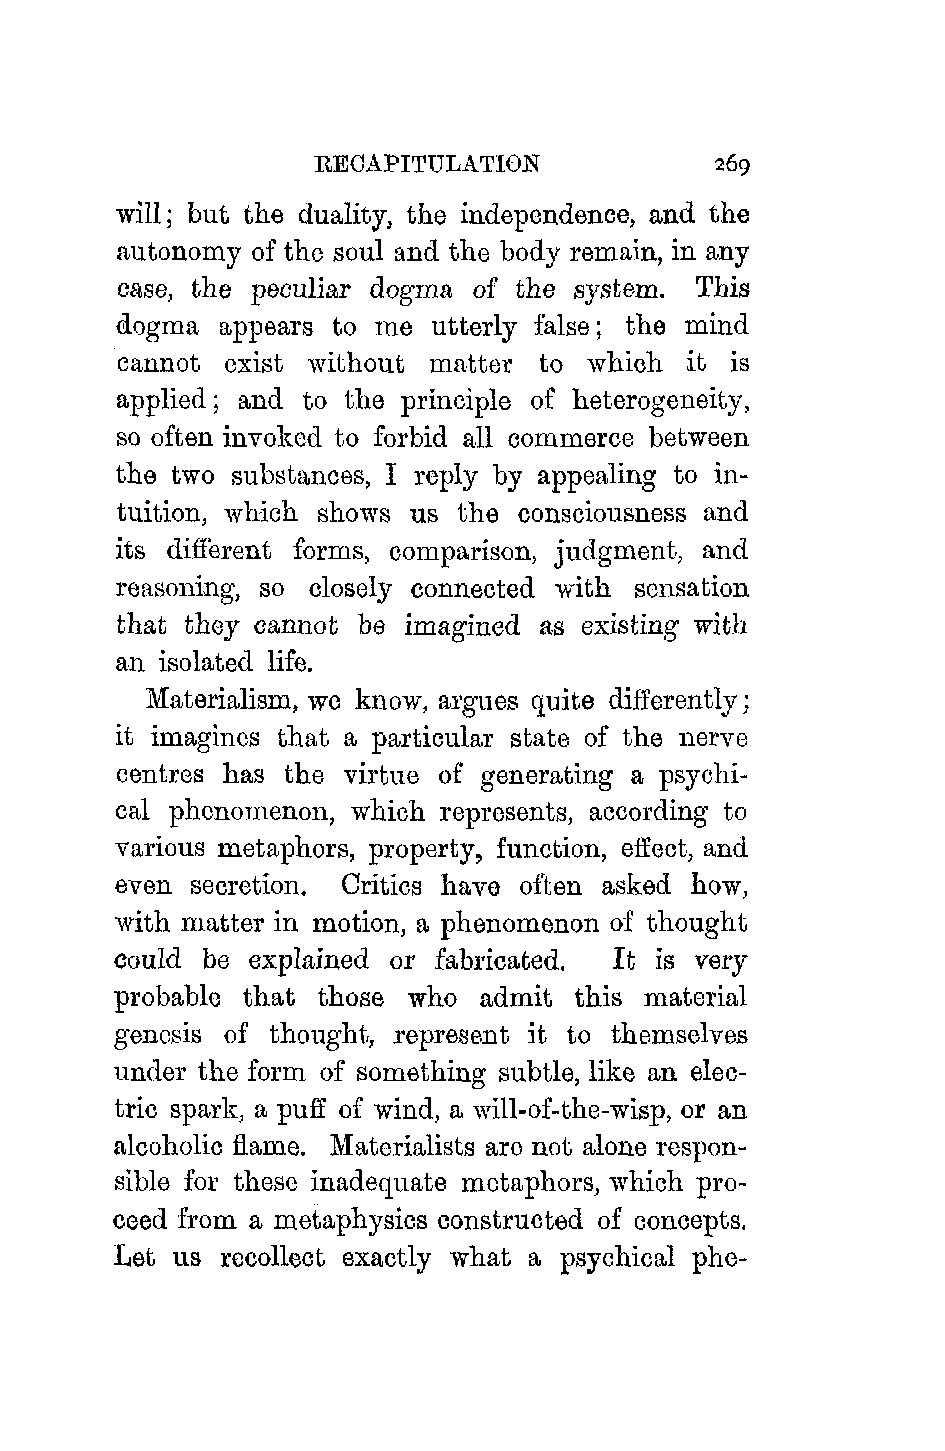 RECAPITULATION 269
will; but the duality, the independence, and the
autonomy of the soul and the body remain, in any
case, the peculiar dogma of the system. This
dogma appears to me utterly false; the mind
cannot exist without matter to which it is
applied; and to the principle of heterogeneity,
so often invoked to forbid all commerce between
the two substances, I reply by appealing to in-
tuition, which shows us the consciousness and
its different forms, comparison, judgment, and
reasoning, so closely connected with sensation
that they cannot be imagined as existing with
an isolated life.
Materialism, we know, argues quite differently;
it imagines that a particular state of the nerve
centres has the virtue of generating a psychi-
cal phenomenon, which represents, according to
various metaphors, property, function, effect, and
even secretion. Critics have often asked how,
with matter in motion, a phenomenon of thought
could be explained or fabricated. It is very
probable that those who admit this material
genesis of thought, represent it to themselves
under the form of something subtle, like an elec-
tric spark, a puff of wind, a will-of-the-wisp, or an
alcoholic flame. Materialists are not alone respon-
sible for these inadequate metaphors, which pro-
ceed from a metaphysics constructed of concepts.
Let us recollect exactly what a psychical phe-